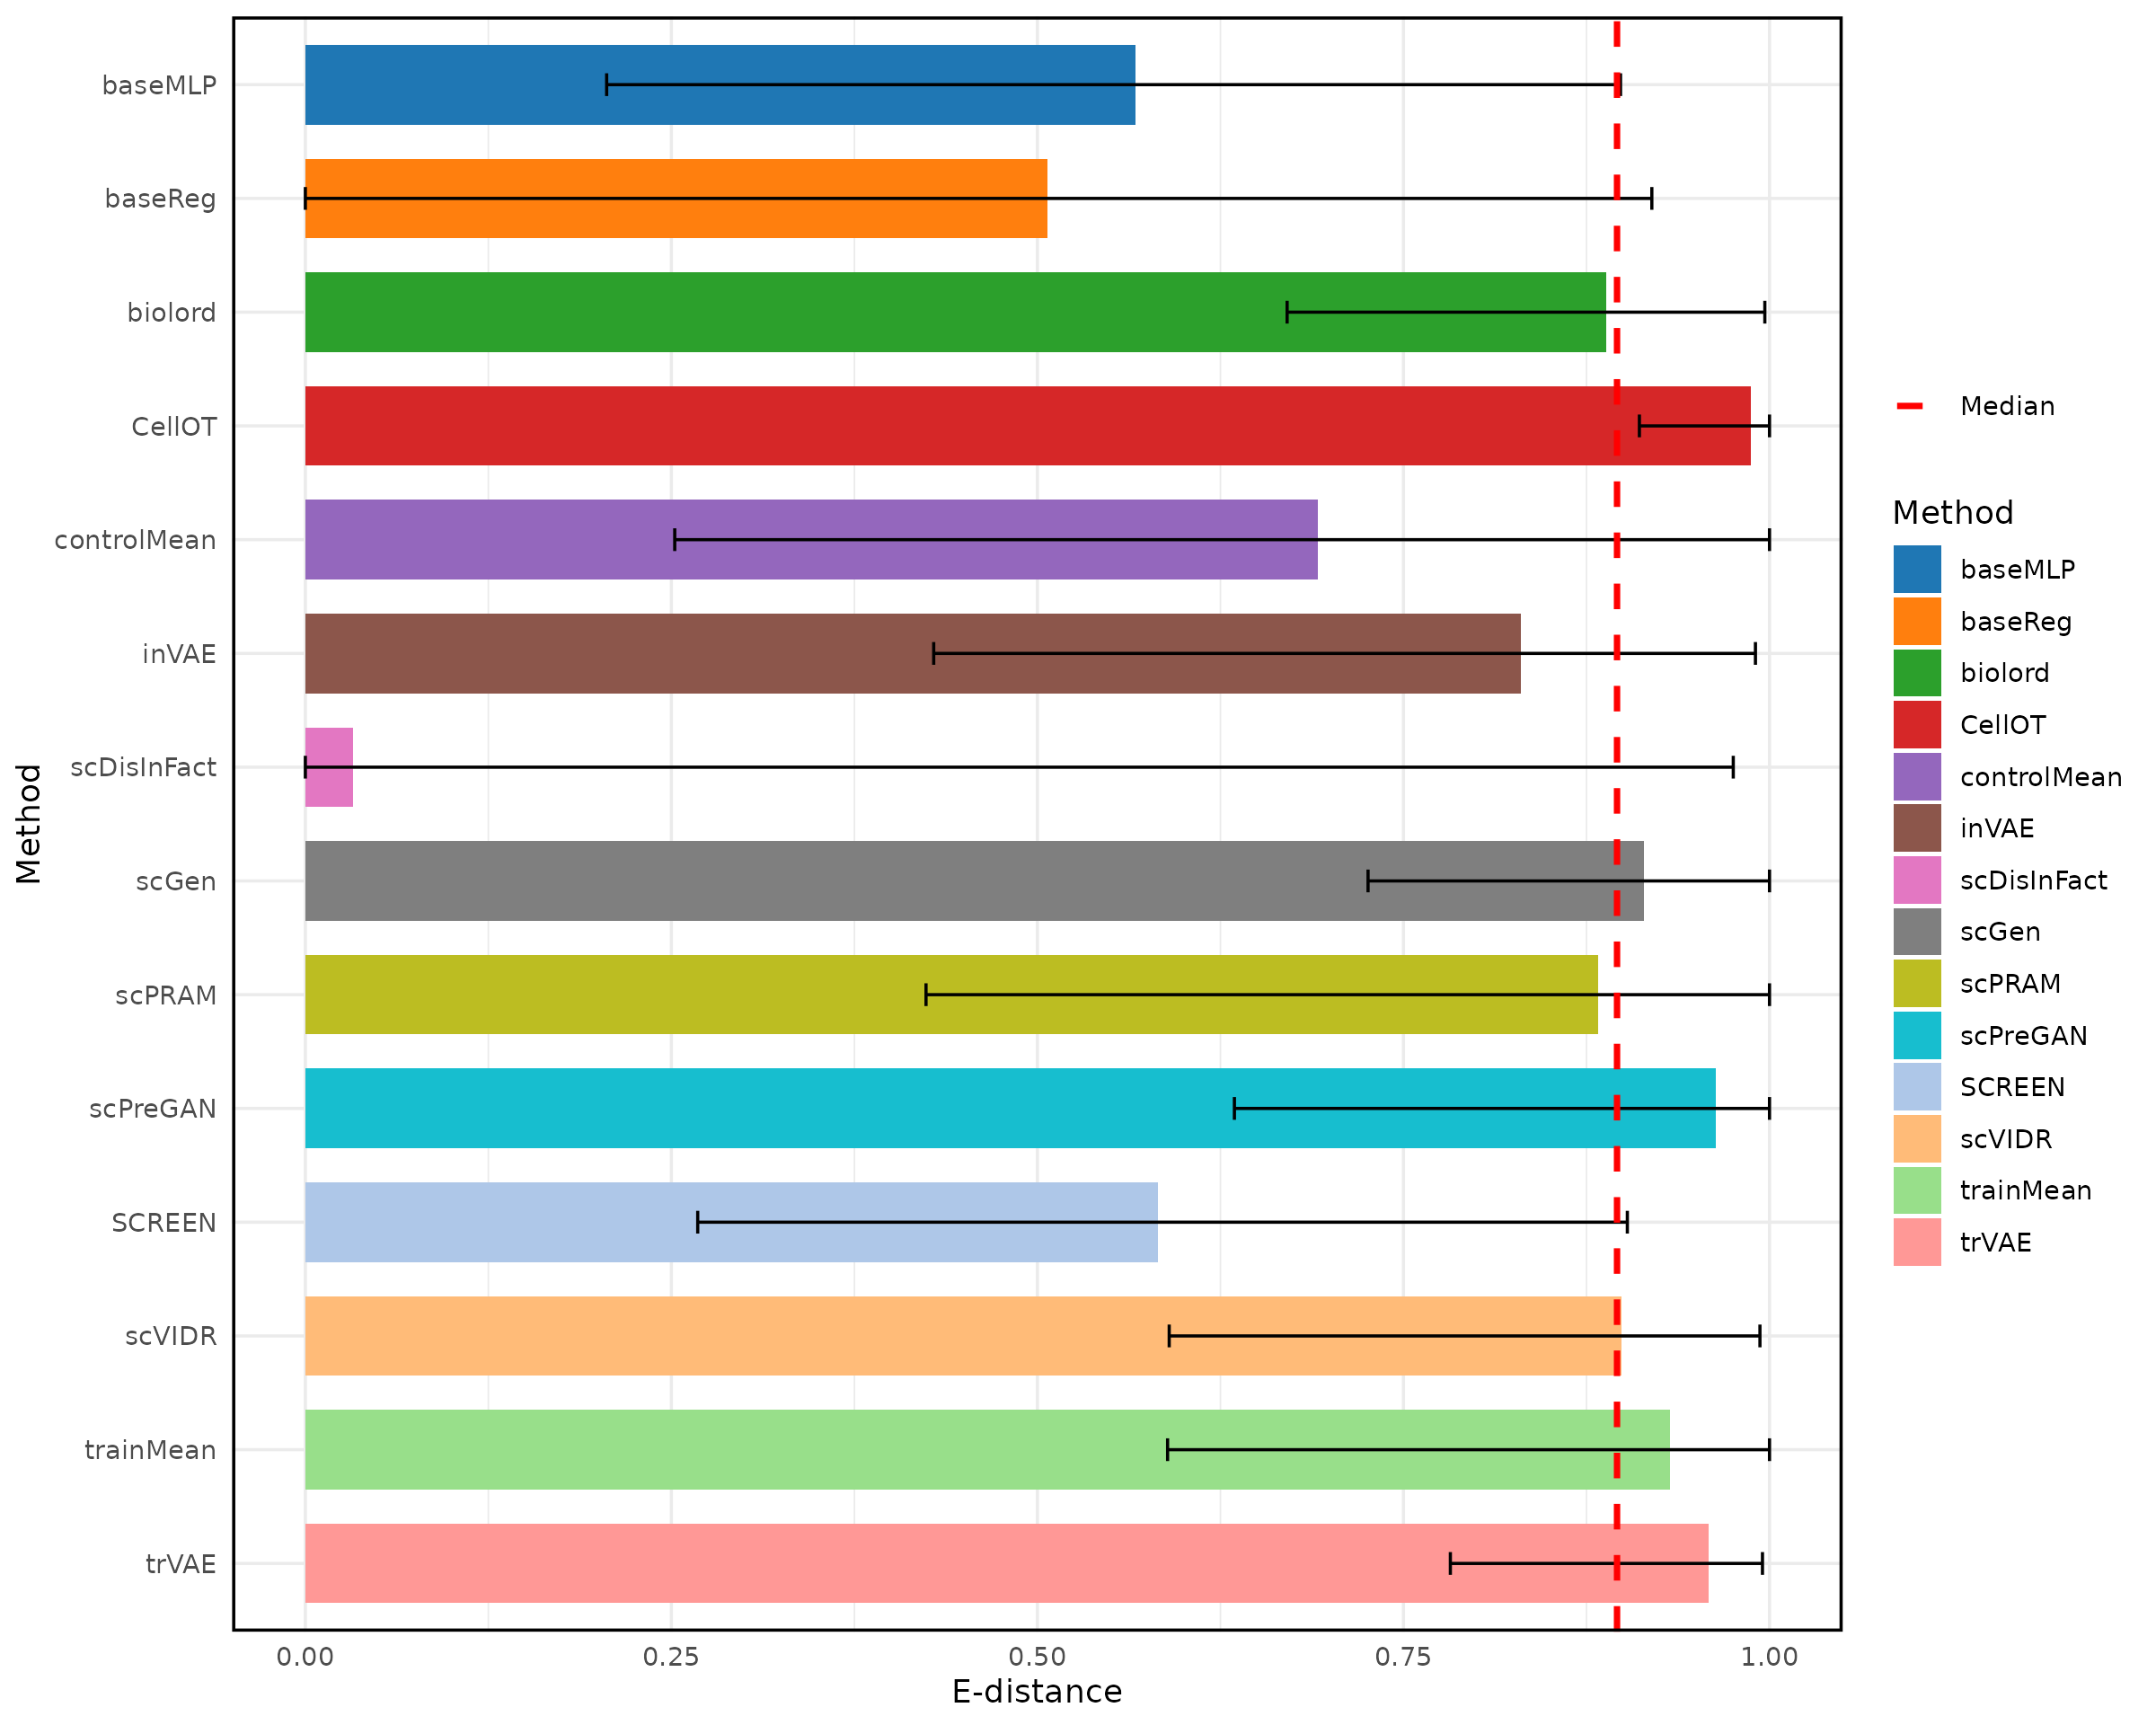 Method
baseMLP
baseReg
biolord
CellOT
controlMean
inVAE
scDisInFact
scGen
scPRAM
scPreGAN
SCREEN
scVIDR
trainMean
trVAE
0.00 0.25 0.50 0.75 1.00
E-distance
Median
Method
baseMLP
baseReg
biolord
CellOT
controlMean
inVAE
scDisInFact
scGen
scPRAM
scPreGAN
SCREEN
scVIDR
trainMean
trVAE